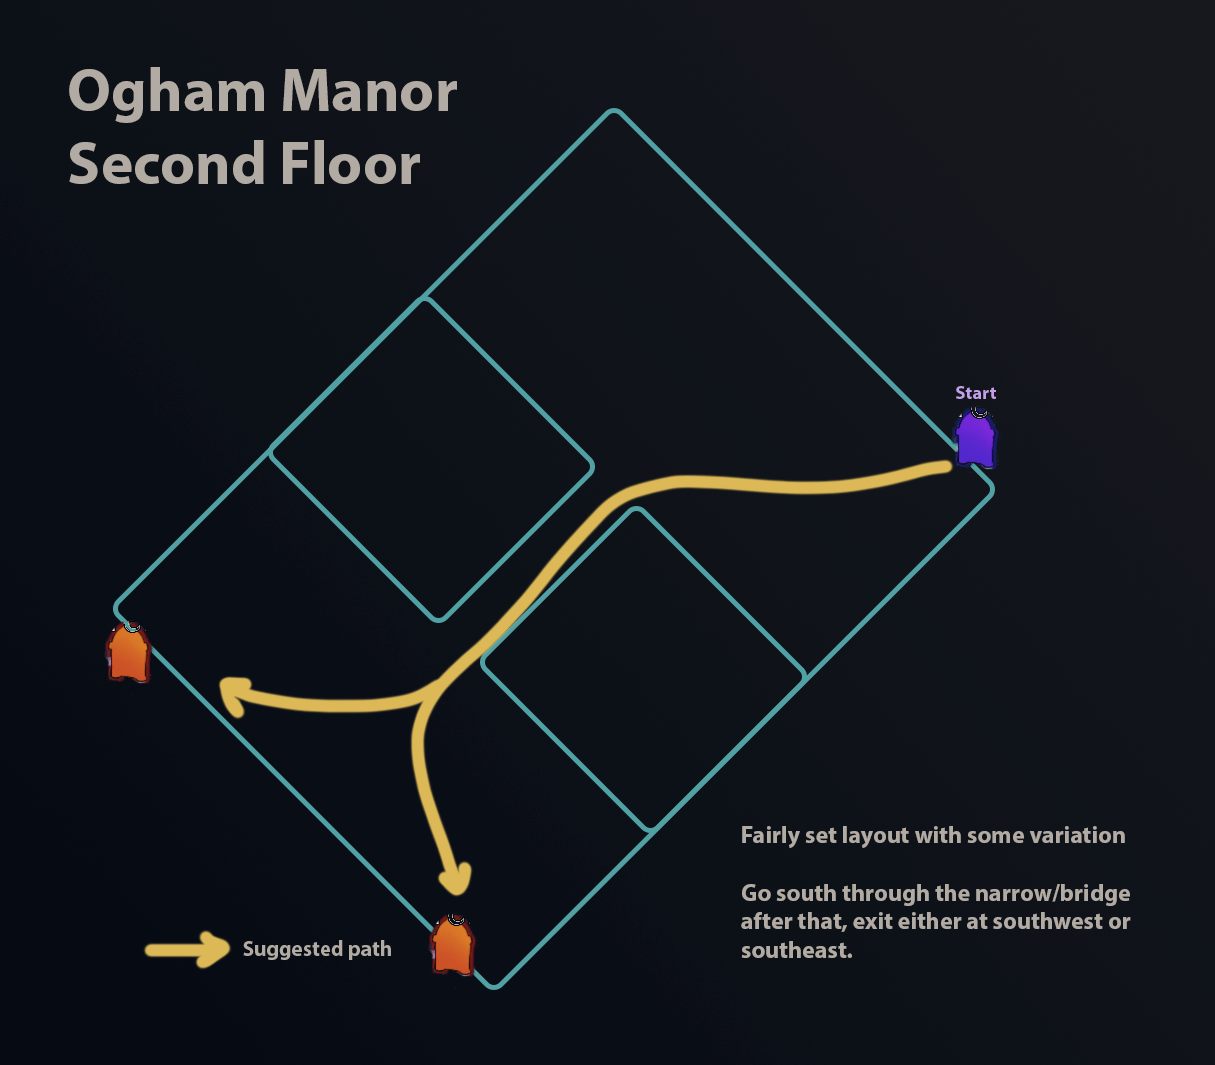 Ogham Manor
Second Floor
Start
Fairly set layout with some variation
Go south through the narrow/bridge
after that, exit either at southwest or
southeast.
Suggested path